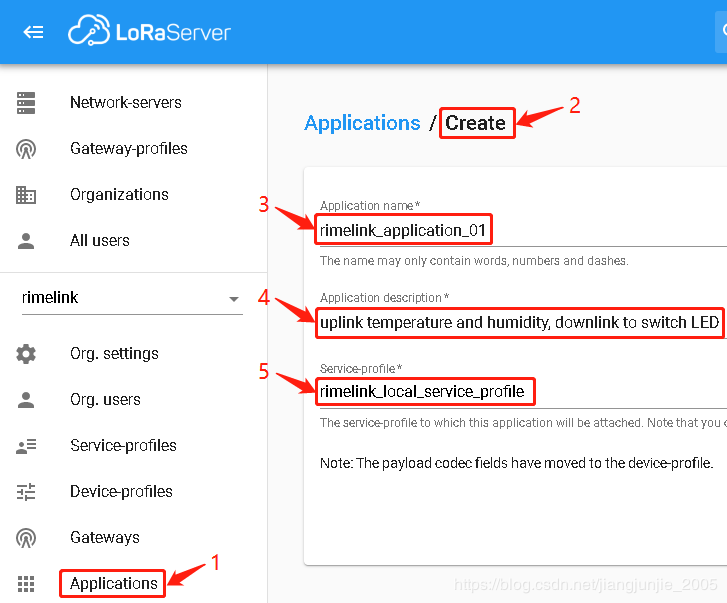 LoRaServer
Network-servers
Gateway-profiles
Organizations
All users
rimelink
Org. settings
Org. users
Service-profiles
Device-profiles
Gateways
Applications
1
Applications / Create
2
Application name *
3
rimelink_application_01
The name may only contain words, numbers and dashes.
Application description *
4
uplink temperature and humidity, downlink to switch LED
Service-profile *
5
rimelink_local_service_profile
The service-profile to which this application will be attached. Note that you
Note: The payload codec fields have moved to the device-profile.
https://blog.csdn.net/jiangjunjie_2005